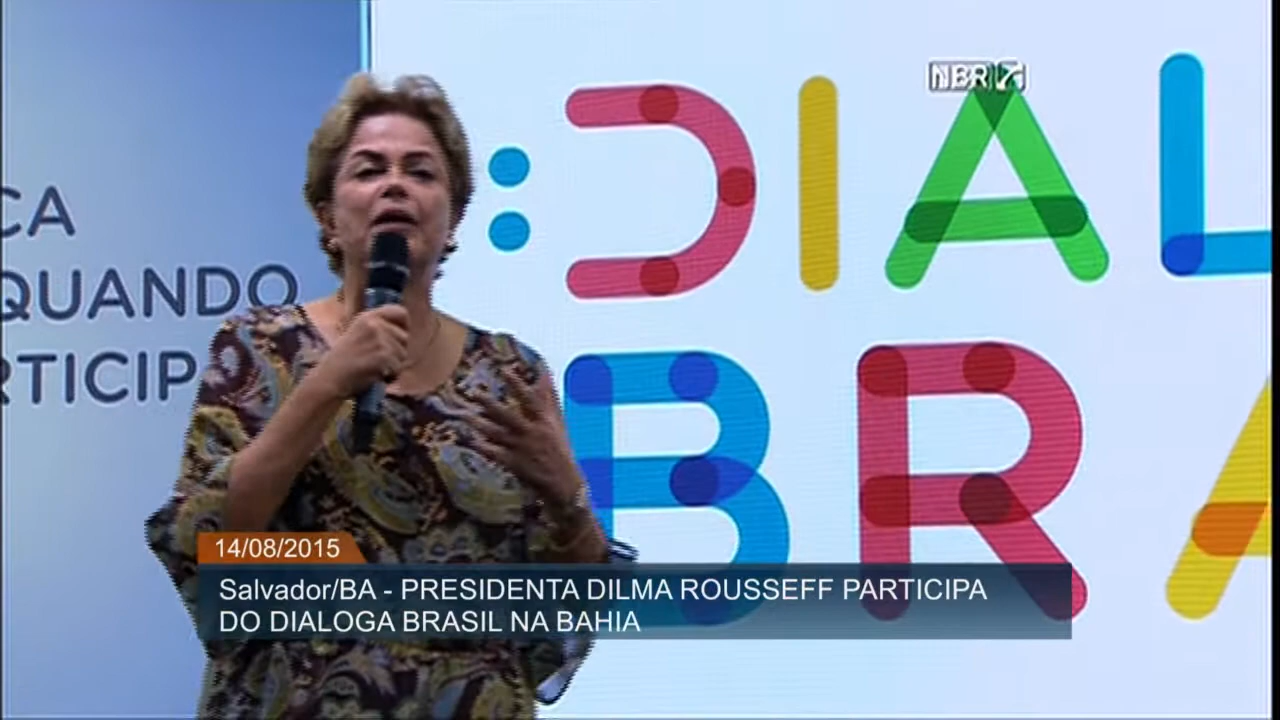 CA
QUANDO
RTICIP
:DIAL
BRA
NBR
14/08/2015
Salvador/BA - PRESIDENTA DILMA ROUSSEFF PARTICIPA
DO DIALOGA BRASIL NA BAHIA